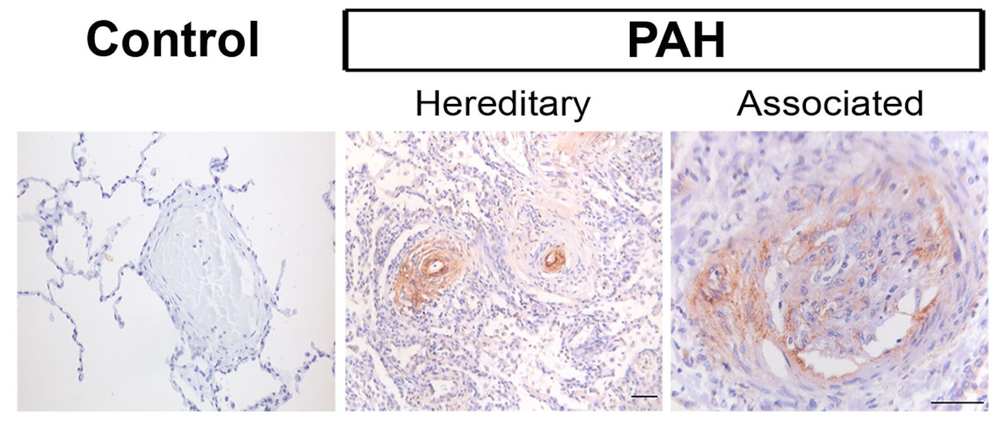 Control
PAH
Hereditary
Associated